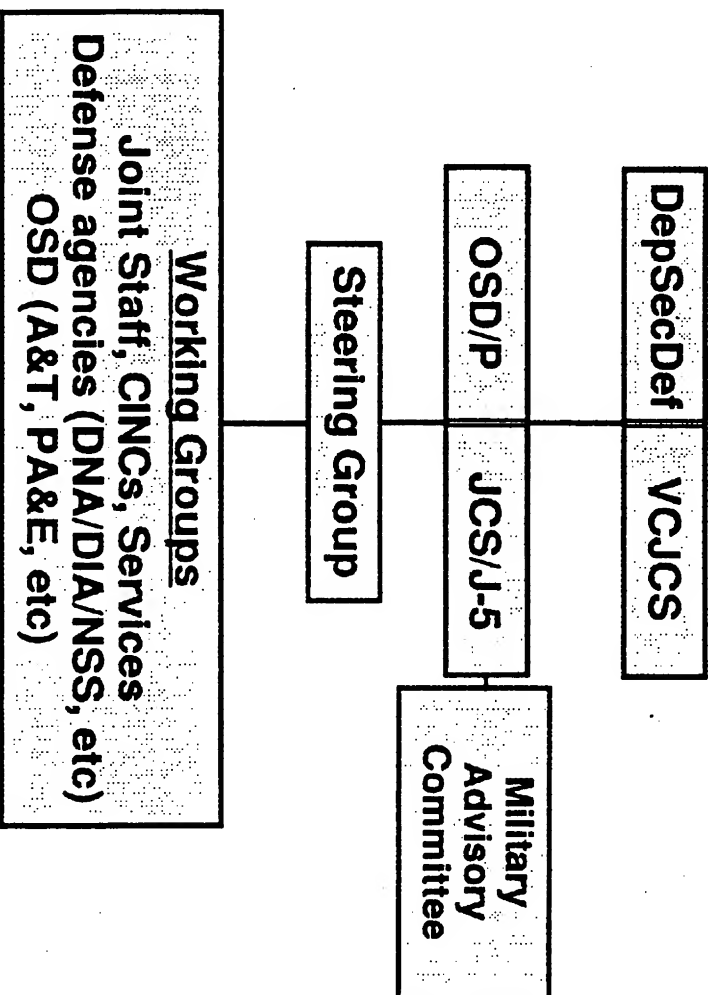 DepSecDef VCJCS
OSD/P JCS/J-5
Military
Advisory
Committee
Steering Group
Working Groups
Joint Staff, CINCs, Services
Defense agencies (DNA/DIA/NSS, etc)
OSD (A&T, PA&E, etc)